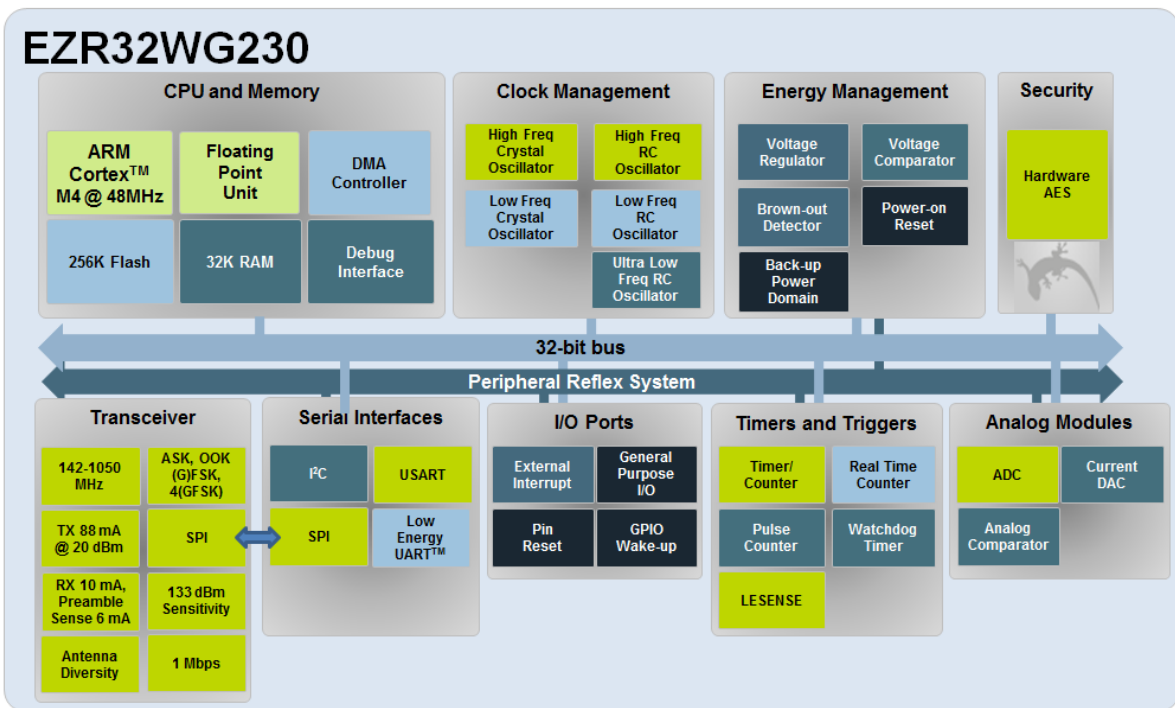 EZR32WG230
CPU and Memory
ARM
Cortex™
M4 @ 48MHz
Floating
Point
Unit
DMA
Controller
256K Flash
32K RAM
Debug
Interface
Clock Management
High Freq
Crystal
Oscillator
High Freq
RC
Oscillator
Low Freq
Crystal
Oscillator
Low Freq
RC
Oscillator
Ultra Low
Freq RC
Oscillator
Energy Management
Voltage
Regulator
Voltage
Comparator
Brown-out
Detector
Power-on
Reset
Back-up
Power
Domain
Security
Hardware
AES
32-bit bus
Peripheral Reflex System
Transceiver
142-1050
MHz
ASK, OOK
(G)FSK,
4(GFSK)
TX 88 mA
@ 20 dBm
SPI
RX 10 mA,
Preamble
Sense 6 mA
133 dBm
Sensitivity
Antenna
Diversity
1 Mbps
Serial Interfaces
I²C
USART
SPI
Low
Energy
UART™
I/O Ports
External
Interrupt
General
Purpose
I/O
Pin
Reset
GPIO
Wake-up
Timers and Triggers
Timer/
Counter
Real Time
Counter
Pulse
Counter
Watchdog
Timer
LESENSE
Analog Modules
ADC
Current
DAC
Analog
Comparator